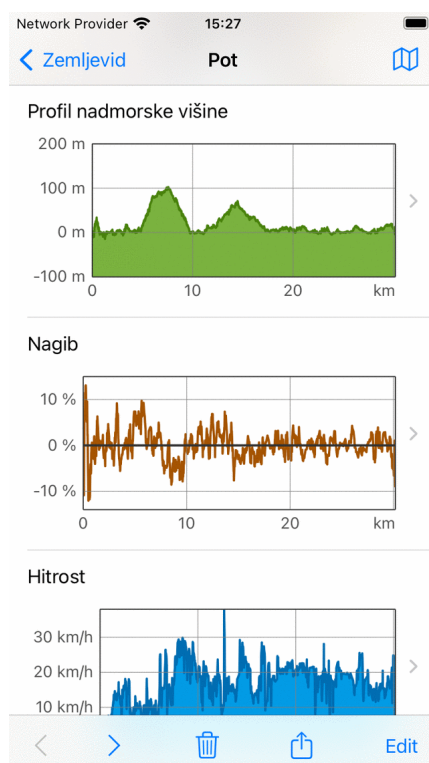 Network Provider 15:27
Zemljevid Pot
Profil nadmorske višine
200 m
100 m
0 m
-100 m
0 10 20 km
Nagib
10 %
0 %
-10 %
0 10 20 km
Hitrost
30 km/h
20 km/h
10 km/h
Edit